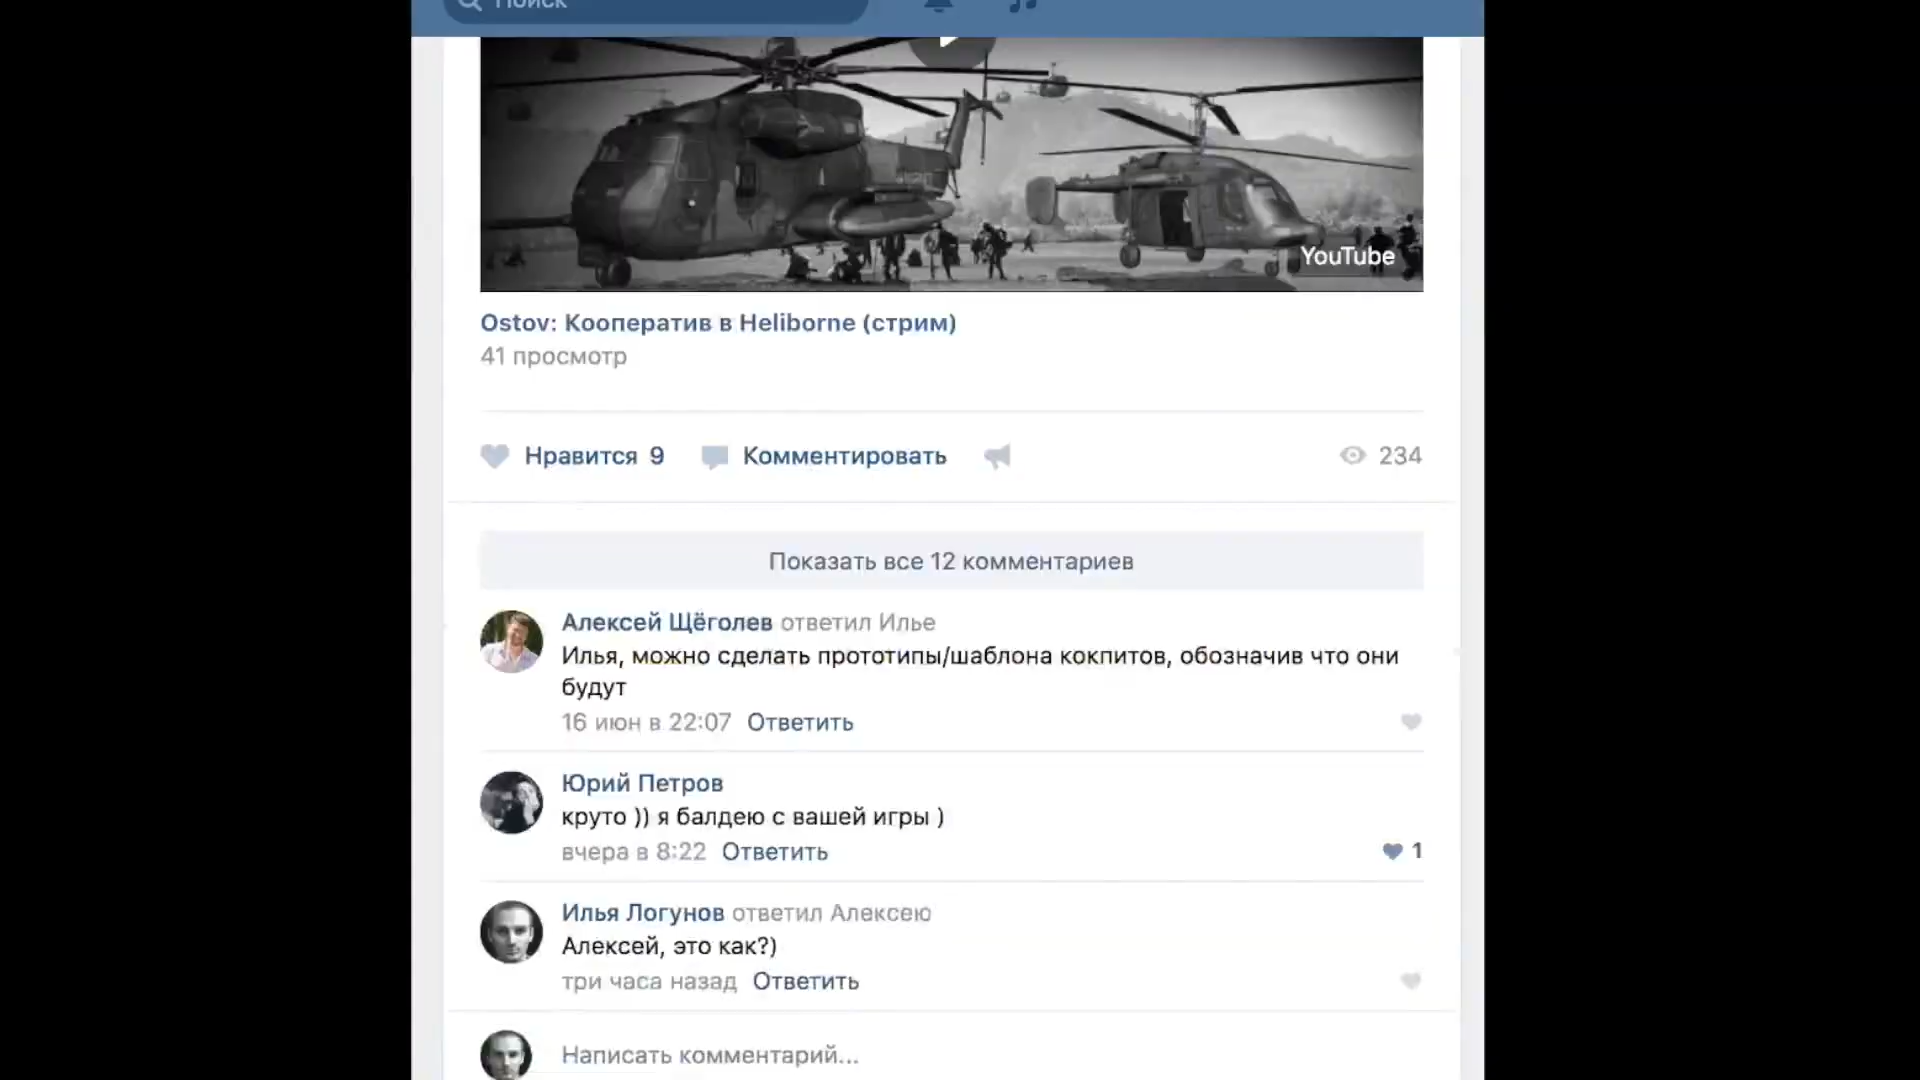 Поиск
YouTube
Ostov: Кооператив в Heliborne (стрим)
41 просмотр
Нравится 9 Комментировать 234
Показать все 12 комментариев
Алексей Щёголев ответил Илье
Илья, можно сделать прототипы/шаблона кокпитов, обозначив что они
будут
16 июн в 22:07 Ответить
Юрий Петров
круто )) я балдею с вашей игры )
вчера в 8:22 Ответить 1
Илья Логунов ответил Алексею
Алексей, это как?)
три часа назад Ответить
Написать комментарий...